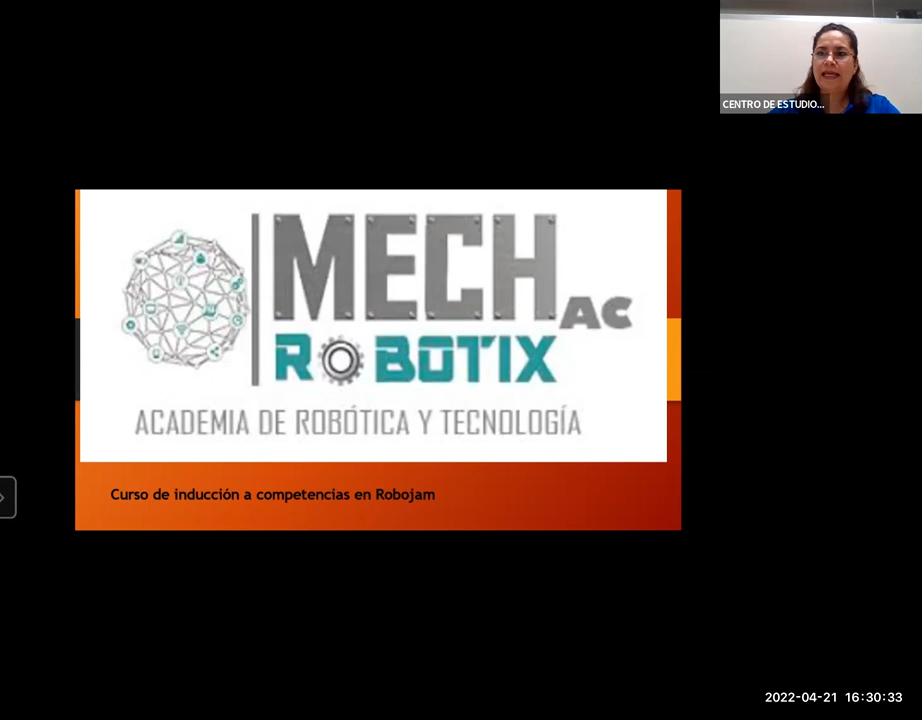 CENTRO DE ESTUDIO...
MECH AC
ROBOTIX
ACADEMIA DE ROBÓTICA Y TECNOLOGÍA
Curso de inducción a competencias en Robojam
2022-04-21 16:30:33